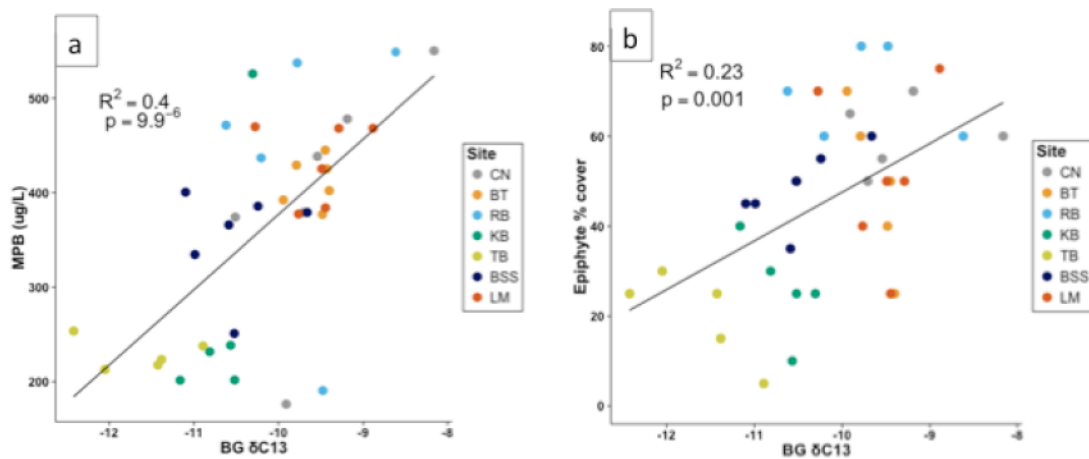 a
R² = 0.4
p = 9.9⁻⁶
MPB (ug/L)
500
400
300
200
-12
-11
-10
-9
-8
BG δC13
Site
CN
BT
RB
KB
TB
BSS
LM
b
R² = 0.23
p = 0.001
Epiphyte % cover
80
60
40
20
0
-12
-11
-10
-9
-8
BG δC13
Site
CN
BT
RB
KB
TB
BSS
LM